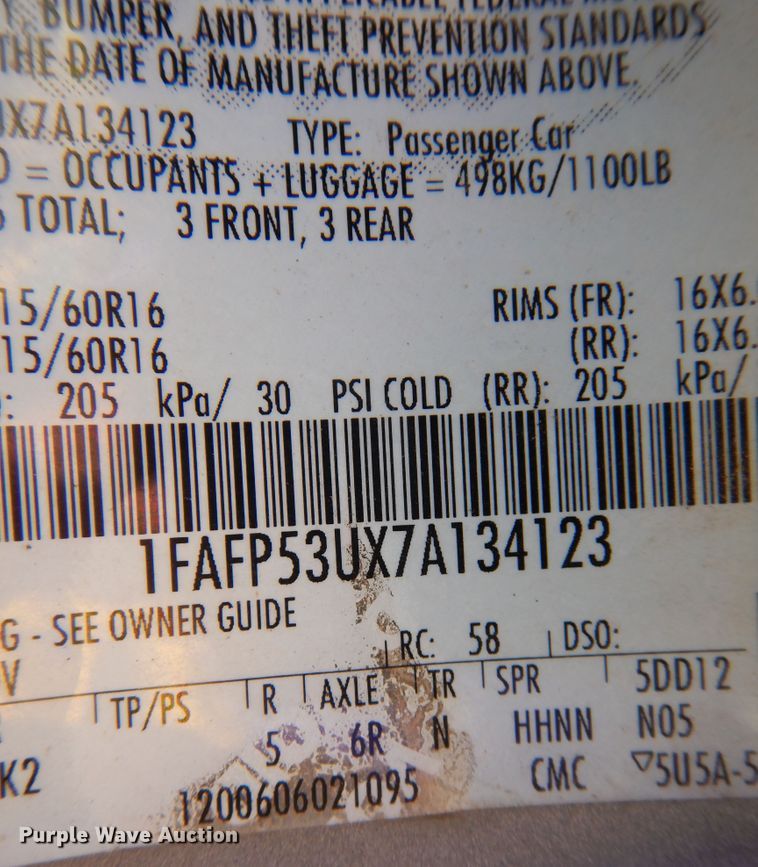 BUMPER, AND THEFT PREVENTION STANDARDS
THE DATE OF MANUFACTURE SHOWN ABOVE.
UX7A134123 TYPE: Passenger Car
= OCCUPANTS + LUGGAGE = 498KG/1100LB
TOTAL; 3 FRONT, 3 REAR
15/60R16 RIMS (FR): 16X6.
15/60R16 (RR): 16X6.
: 205 kPa/ 30 PSI COLD (RR): 205 kPa/
1FAFP53UX7A134123
G - SEE OWNER GUIDE
RC: 58 DSO:
V
TP/PS R AXLE TR SPR 5DD12
5 6R N HHNN N05
K2 CMC ▽5U5A-5
1200606021095
Purple Wave Auction